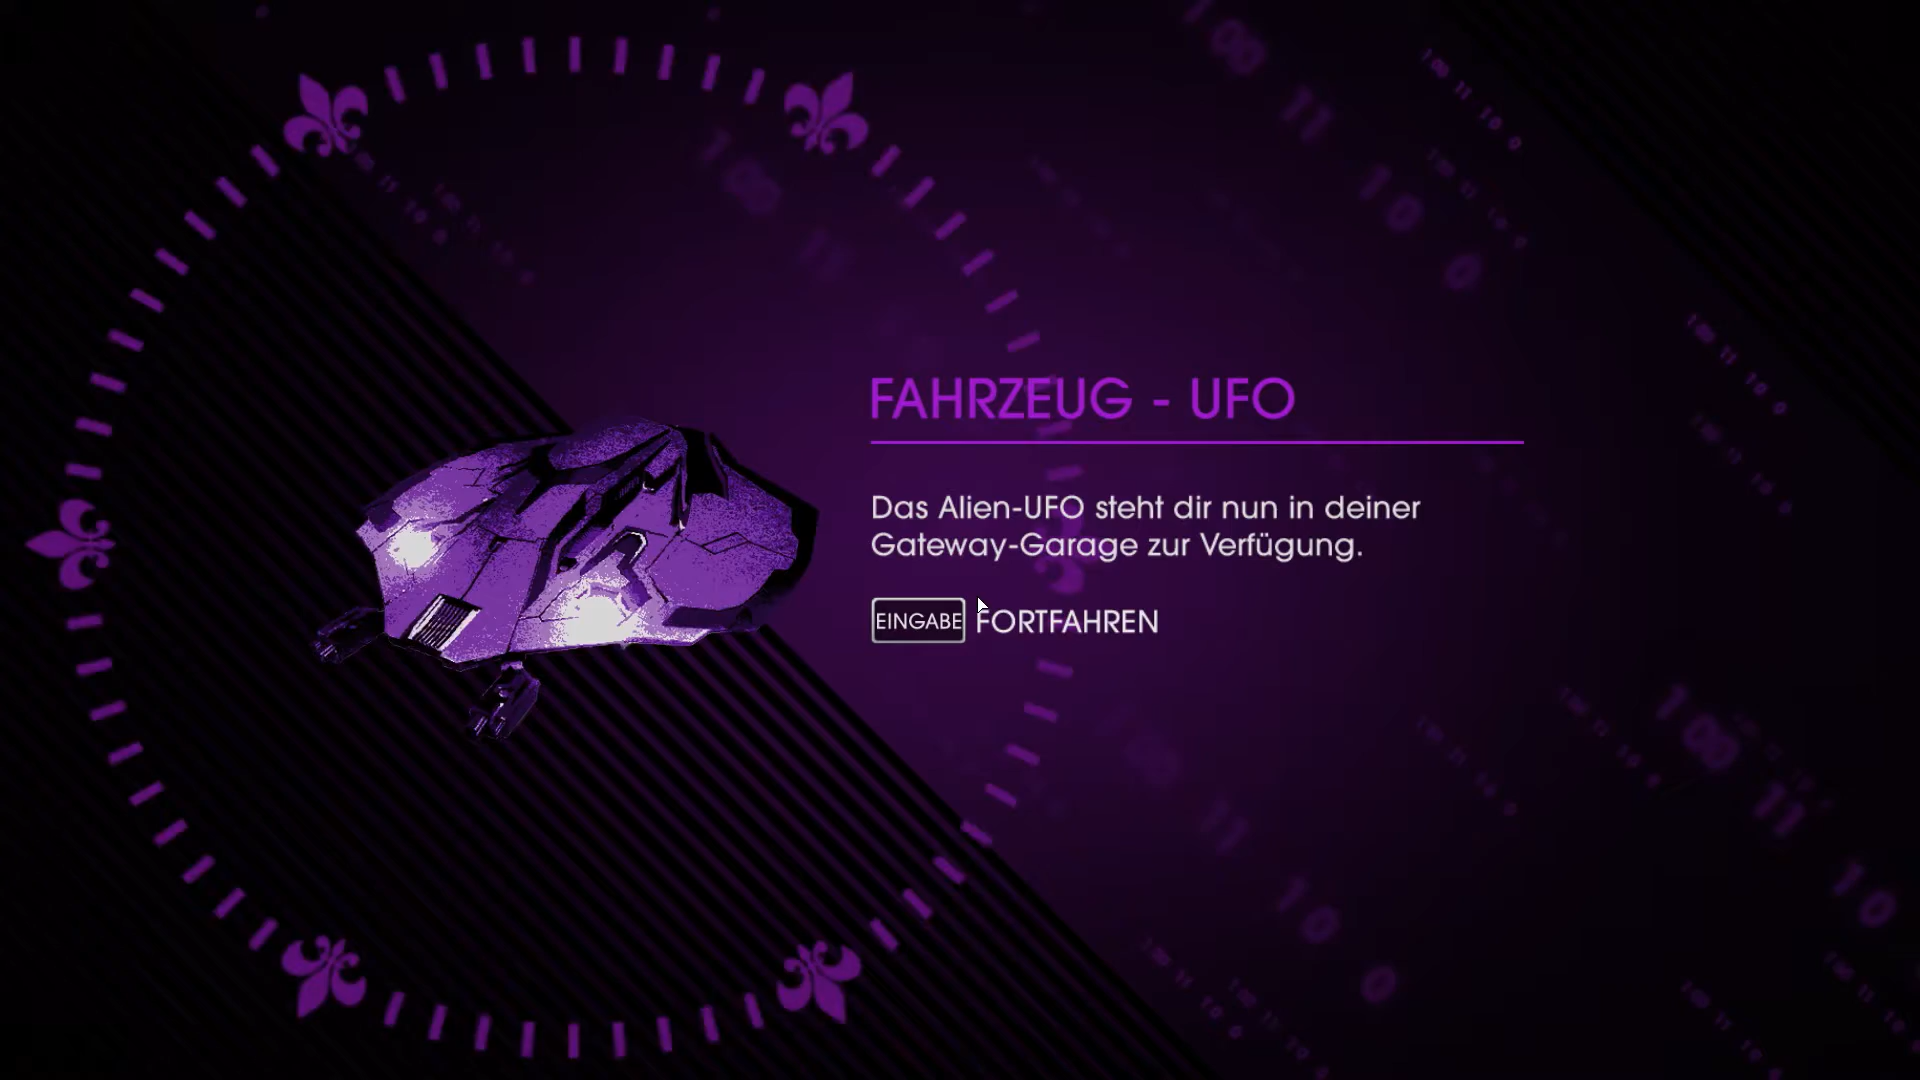 FAHRZEUG - UFO
Das Alien-UFO steht dir nun in deiner
Gateway-Garage zur Verfügung.
EINGABE FORTFAHREN